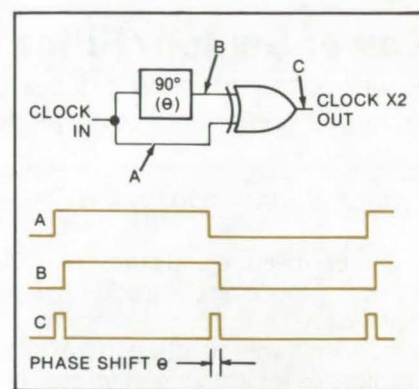 B
C
90°
(θ)
CLOCK
IN
CLOCK X2
OUT
A
A
B
C
PHASE SHIFT θ